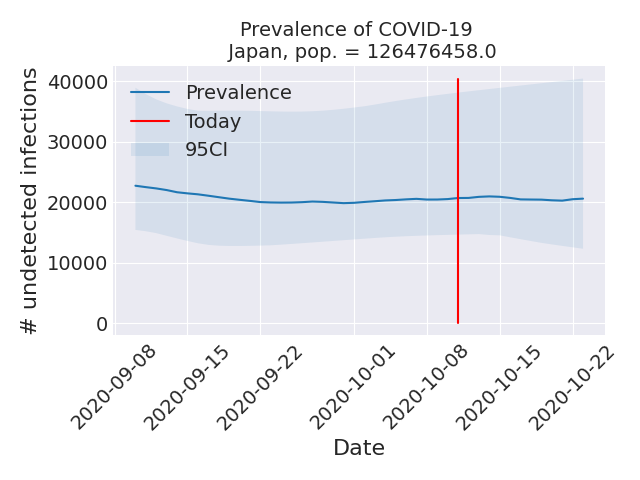 Prevalence of COVID-19
Japan, pop. = 126476458.0
# undetected infections
40000
30000
20000
10000
0
Prevalence
Today
95CI
2020-09-08
2020-09-15
2020-09-22
2020-10-01
2020-10-08
2020-10-15
2020-10-22
Date